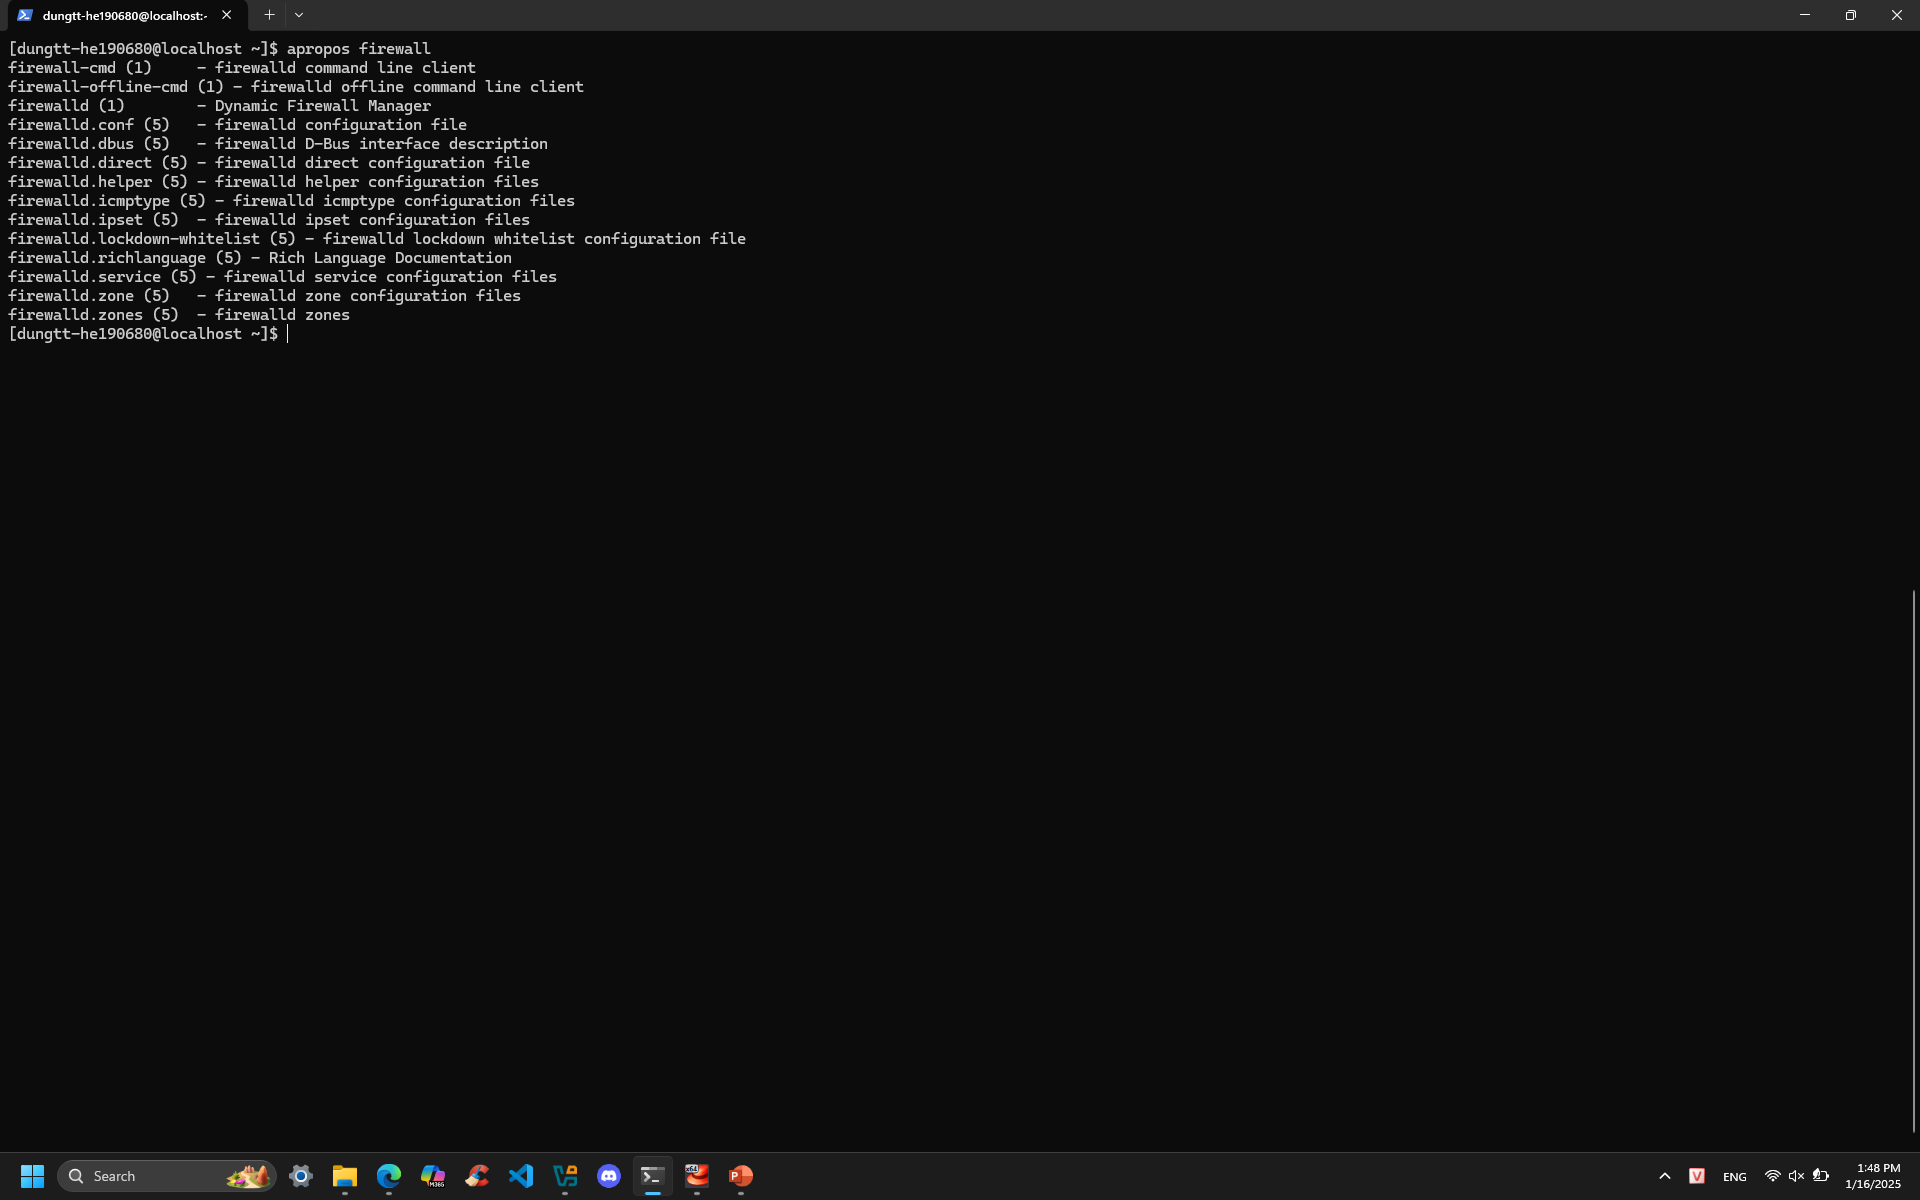 dungtt-he190680@localhost:~
[dungtt-he190680@localhost ~]$ apropos firewall
firewall-cmd (1)     - firewalld command line client
firewall-offline-cmd (1) - firewalld offline command line client
firewalld (1)        - Dynamic Firewall Manager
firewalld.conf (5)   - firewalld configuration file
firewalld.dbus (5)   - firewalld D-Bus interface description
firewalld.direct (5) - firewalld direct configuration file
firewalld.helper (5) - firewalld helper configuration files
firewalld.icmptype (5) - firewalld icmptype configuration files
firewalld.ipset (5)  - firewalld ipset configuration files
firewalld.lockdown-whitelist (5) - firewalld lockdown whitelist configuration file
firewalld.richlanguage (5) - Rich Language Documentation
firewalld.service (5) - firewalld service configuration files
firewalld.zone (5)   - firewalld zone configuration files
firewalld.zones (5)  - firewalld zones
[dungtt-he190680@localhost ~]$
Search
M365
x64
P
V
ENG
1:48 PM
1/16/2025